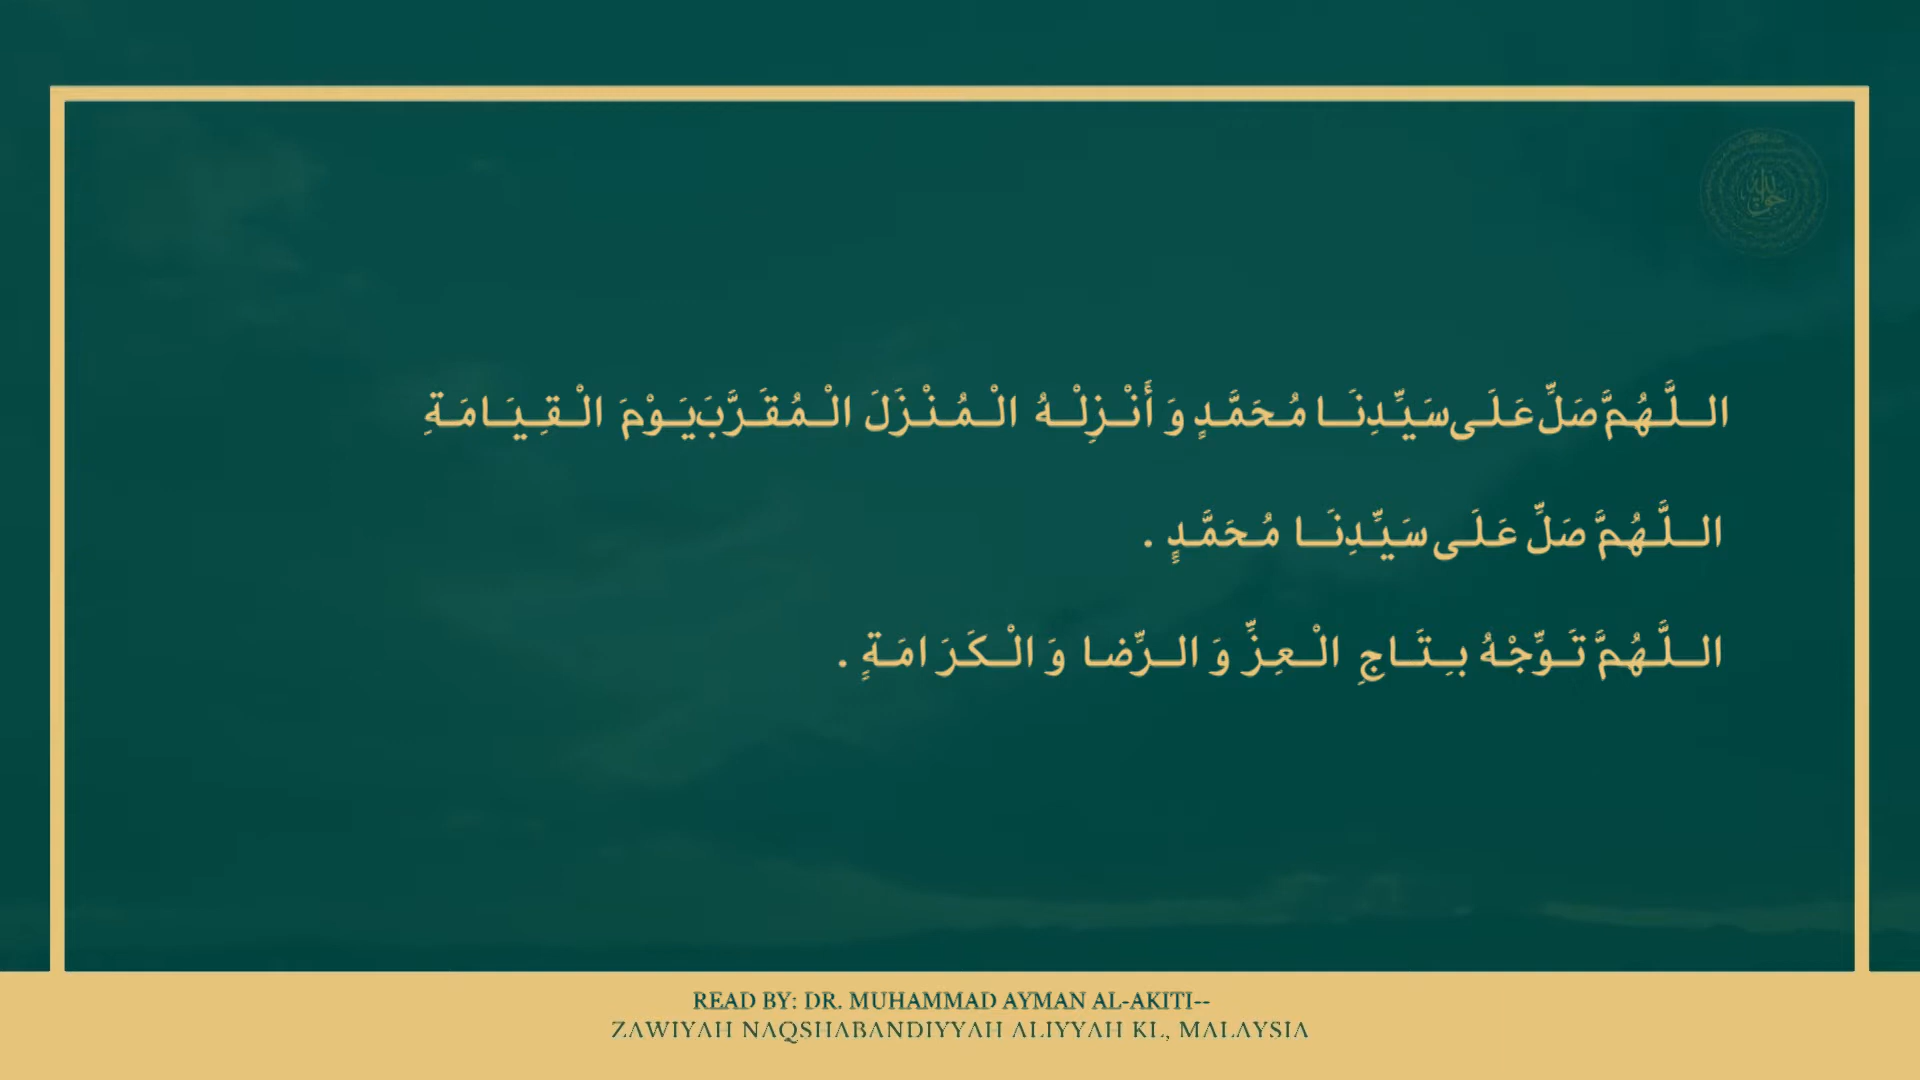 اللَّهُمَّ صَلِّ عَلَى سَيِّدِنَا مُحَمَّدٍ وَ أَنْزِلْهُ الْمُنْزَلَ الْمُقَرَّبَ يَوْمَ الْقِيَامَةِ
اللَّهُمَّ صَلِّ عَلَى سَيِّدِنَا مُحَمَّدٍ .
اللَّهُمَّ تَوِّجْهُ بِتَاجِ الْعِزِّ وَ الرِّضا وَ الْكَرَامَةٍ .
READ BY: DR. MUHAMMAD AYMAN AL-AKITI--
ZAWIYAH NAQSHABANDIYYAH ALIYYAH KL, MALAYSIA